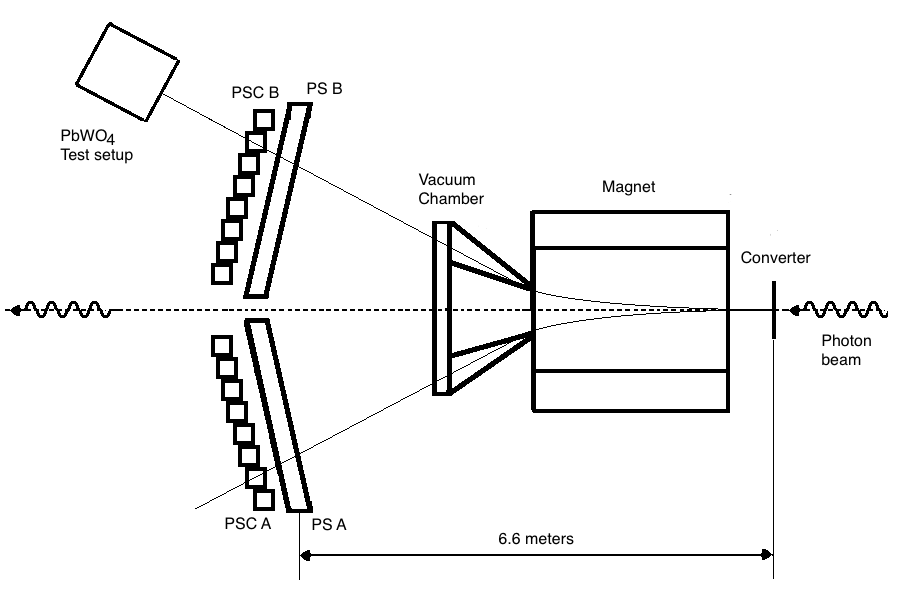 PSC B
PS B
PbWO4
Test setup
Vacuum
Chamber
Magnet
Converter
Photon
beam
PSC A
PS A
6.6 meters